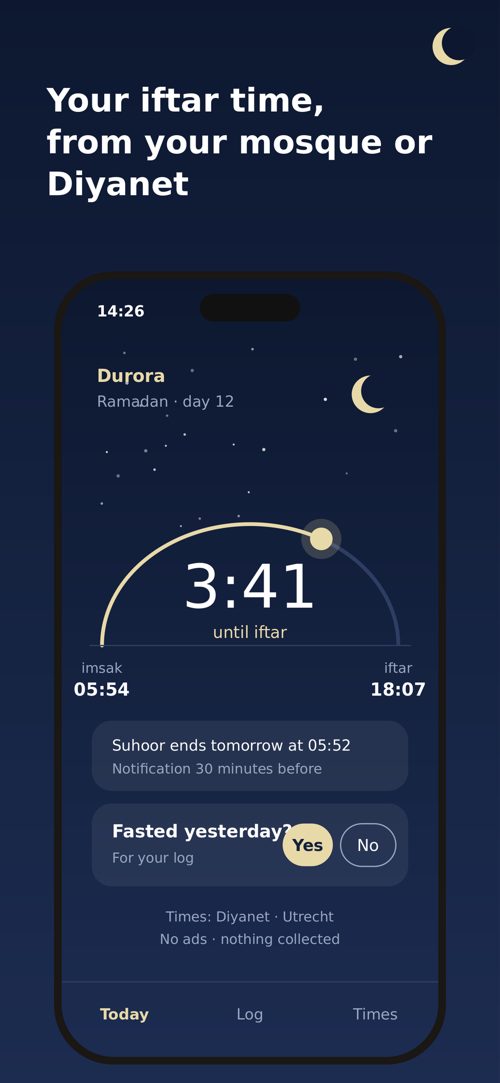 Your iftar time,
from your mosque or
Diyanet
14:26
Durora
Ramadan · day 12
3:41
until iftar
imsak
05:54
iftar
18:07
Suhoor ends tomorrow at 05:52
Notification 30 minutes before
Fasted yesterday?
For your log
Yes
No
Times: Diyanet · Utrecht
No ads · nothing collected
Today
Log
Times